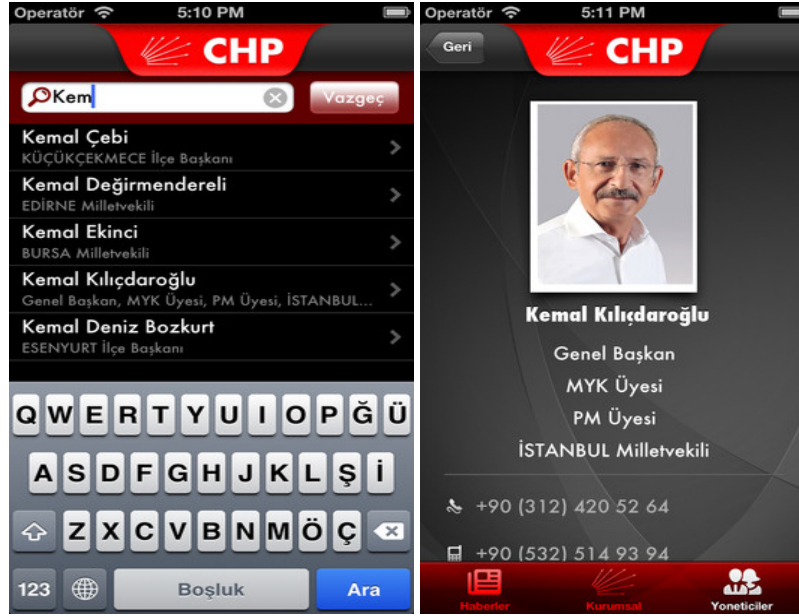 Operatör 5:10 PM
CHP
Kem
Vazgeç
Kemal Çebi
KÜÇÜKÇEKMECE İlçe Başkanı
Kemal Değirmendereli
EDİRNE Milletvekili
Kemal Ekinci
BURSA Milletvekili
Kemal Kılıçdaroğlu
Genel Başkan, MYK Üyesi, PM Üyesi, İSTANBUL...
Kemal Deniz Bozkurt
ESENYURT İlçe Başkanı
Q W E R T Y U I O P Ğ Ü
A S D F G H J K L Ş İ
Z X C V B N M Ö Ç
123 Boşluk Ara
Operatör 5:11 PM
Geri
CHP
Kemal Kılıçdaroğlu
Genel Başkan
MYK Üyesi
PM Üyesi
İSTANBUL Milletvekili
+90 (312) 420 52 64
+90 (532) 514 93 94
Haberler Kurumsal Yoneticiler